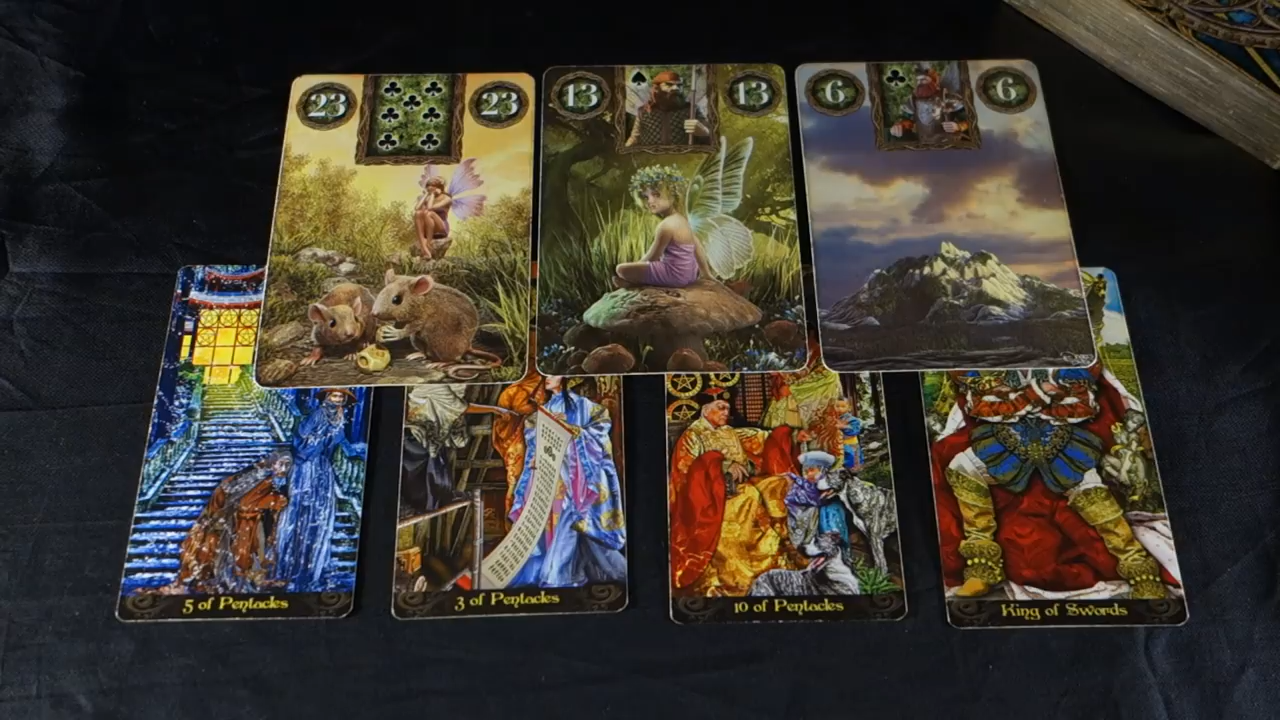 23 23
13 13
6 6
5 of Pentacles
3 of Pentacles
10 of Pentacles
King of Swords